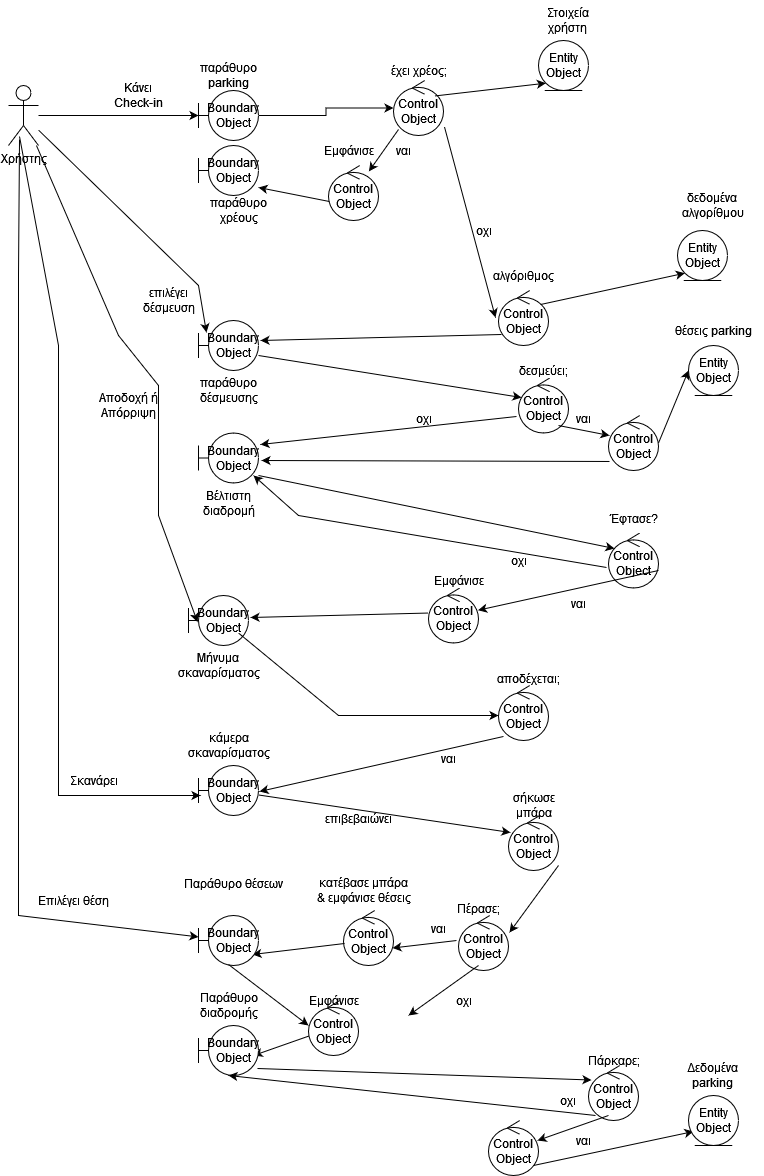 Στοιχεία
χρήστη
Entity
Object
έχει χρέος;
παράθυρο
parking
Κάνει
Check-in
Boundary
Object
Control
Object
Χρήστης
Εμφάνισε
ναι
Boundary
Object
Control
Object
παράθυρο
χρέους
δεδομένα
αλγορίθμου
οχι
Entity
Object
αλγόριθμος
επιλέγει
δέσμευση
Control
Object
Boundary
Object
θέσεις parking
Entity
Object
παράθυρο
δέσμευσης
δεσμεύει;
Αποδοχή ή
Απόρριψη
Control
Object
οχι
ναι
Control
Object
Boundary
Object
Βέλτιστη
διαδρομή
Έφτασε?
Control
Object
οχι
Εμφάνισε
ναι
Control
Object
Boundary
Object
Μήνυμα
σκαναρίσματος
αποδέχεται;
Control
Object
κάμερα
σκαναρίσματος
ναι
Σκανάρει
Boundary
Object
σήκωσε
μπάρα
επιβεβαιώνει
Control
Object
Παράθυρο θέσεων
κατέβασε μπάρα
& εμφάνισε θέσεις
Επιλέγει θέση
Πέρασε;
ναι
Boundary
Object
Control
Object
Control
Object
Παράθυρο
διαδρομής
Εμφάνισε
οχι
Control
Object
Boundary
Object
Πάρκαρε;
Δεδομένα
parking
Control
Object
οχι
Entity
Object
ναι
Control
Object